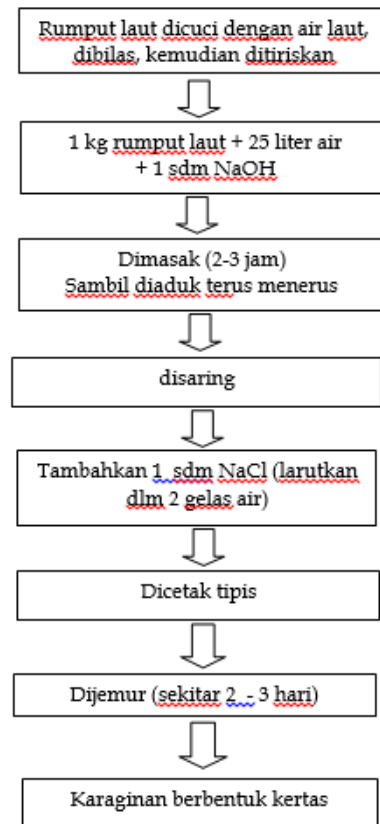 Rumput laut dicuci dengan air laut,
dibilas, kemudian ditiriskan
1 kg rumput laut + 25 liter air
+ 1 sdm NaOH
Dimasak (2-3 jam)
Sambil diaduk terus menerus
disaring
Tambahkan 1 sdm NaCl (larutkan
dlm 2 gelas air)
Dicetak tipis
Dijemur (sekitar 2 - 3 hari)
Karaginan berbentuk kertas